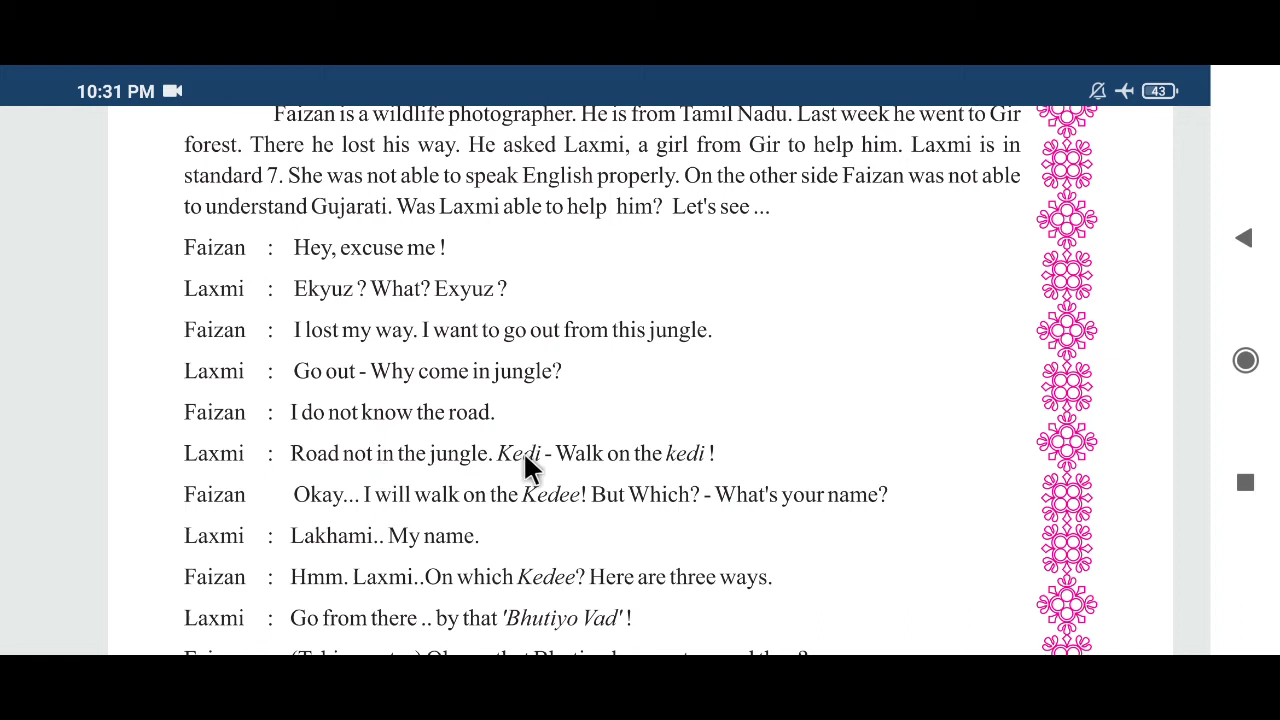 10:31 PM
43
Faizan is a wildlife photographer. He is from Tamil Nadu. Last week he went to Gir
forest. There he lost his way. He asked Laxmi, a girl from Gir to help him. Laxmi is in
standard 7. She was not able to speak English properly. On the other side Faizan was not able
to understand Gujarati. Was Laxmi able to help him? Let's see ...
Faizan : Hey, excuse me !
Laxmi : Ekyuz ? What? Exyuz ?
Faizan : I lost my way. I want to go out from this jungle.
Laxmi : Go out - Why come in jungle?
Faizan : I do not know the road.
Laxmi : Road not in the jungle. Kedi - Walk on the kedi !
Faizan Okay... I will walk on the Kedee! But Which? - What's your name?
Laxmi : Lakhami.. My name.
Faizan : Hmm. Laxmi..On which Kedee? Here are three ways.
Laxmi : Go from there .. by that 'Bhutiyo Vad' !